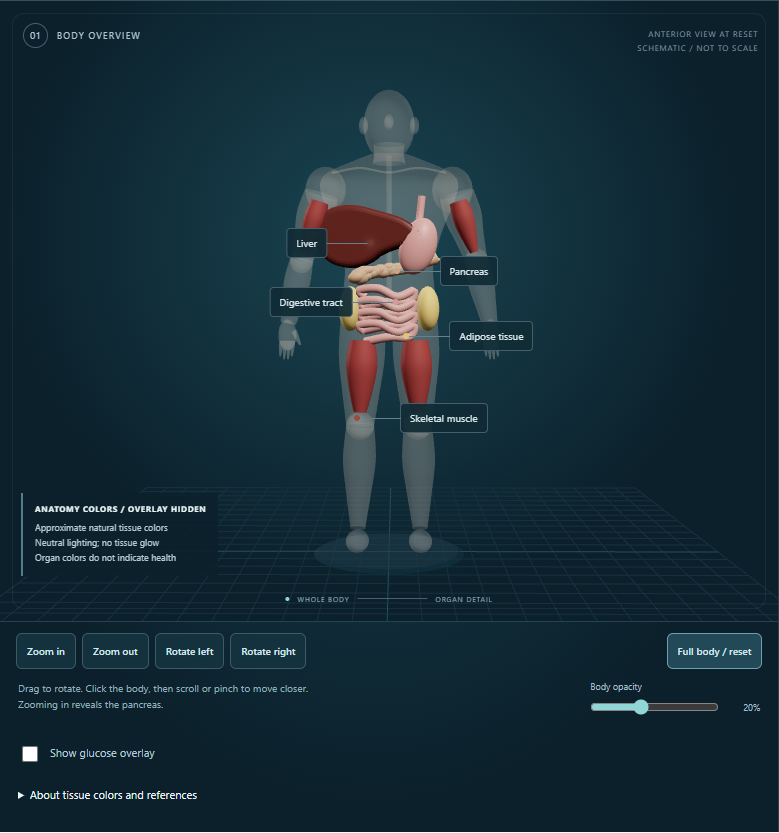 01 BODY OVERVIEW
ANTERIOR VIEW AT RESET
SCHEMATIC / NOT TO SCALE
Liver
Pancreas
Digestive tract
Adipose tissue
Skeletal muscle
ANATOMY COLORS / OVERLAY HIDDEN
Approximate natural tissue colors
Neutral lighting; no tissue glow
Organ colors do not indicate health
WHOLE BODY
ORGAN DETAIL
Zoom in
Zoom out
Rotate left
Rotate right
Full body / reset
Drag to rotate. Click the body, then scroll or pinch to move closer.
Zooming in reveals the pancreas.
Body opacity
20%
Show glucose overlay
About tissue colors and references